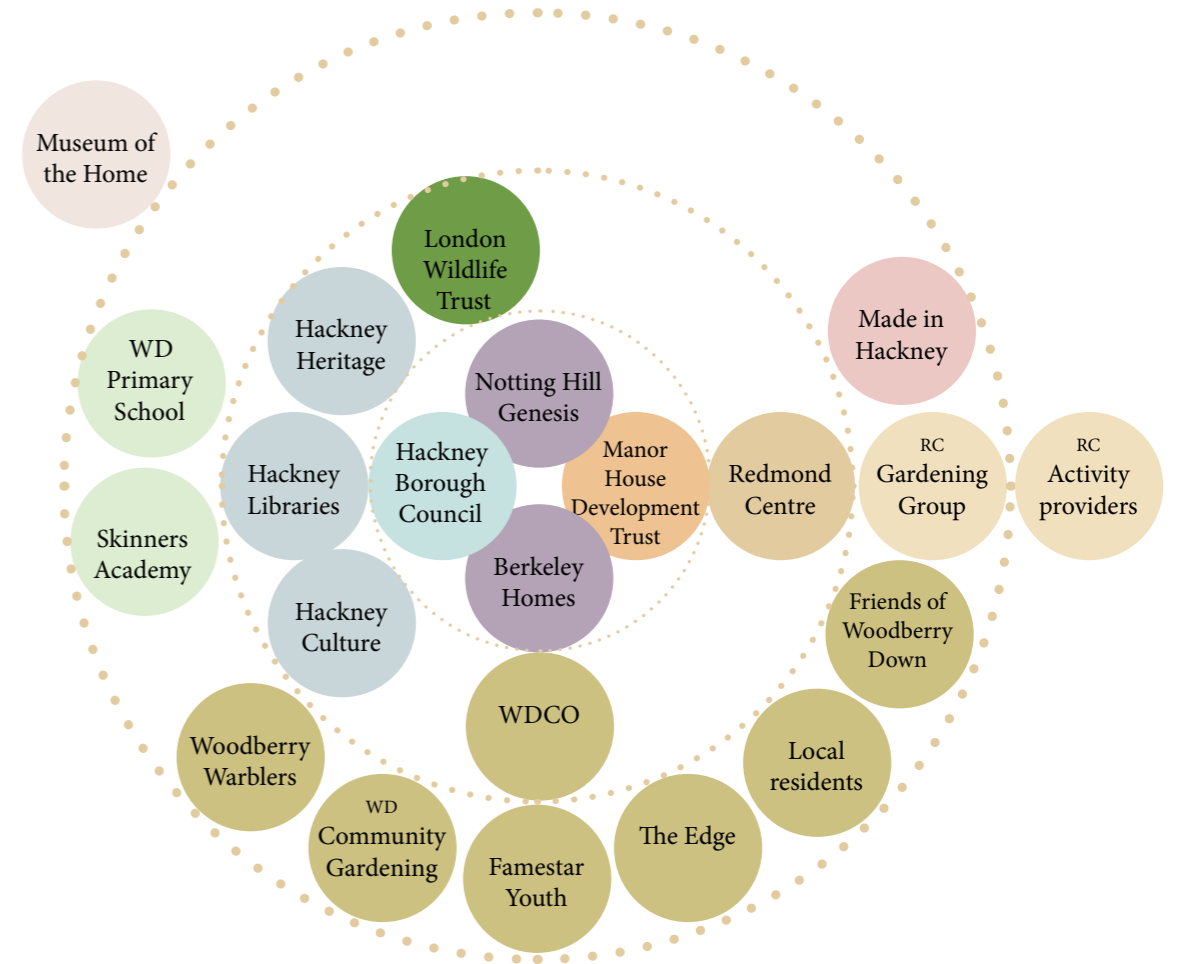 Museum of
the Home
London
Wildlife
Trust
Hackney
Heritage
Made in
Hackney
WD
Primary
School
Notting Hill
Genesis
Hackney
Libraries
Hackney
Borough
Council
Manor
House
Development
Trust
Redmond
Centre
RC
Gardening
Group
RC
Activity
providers
Skinners
Academy
Berkeley
Homes
Hackney
Culture
Friends of
Woodberry
Down
WDCO
Woodberry
Warblers
Local
residents
WD
Community
Gardening
Famestar
Youth
The Edge